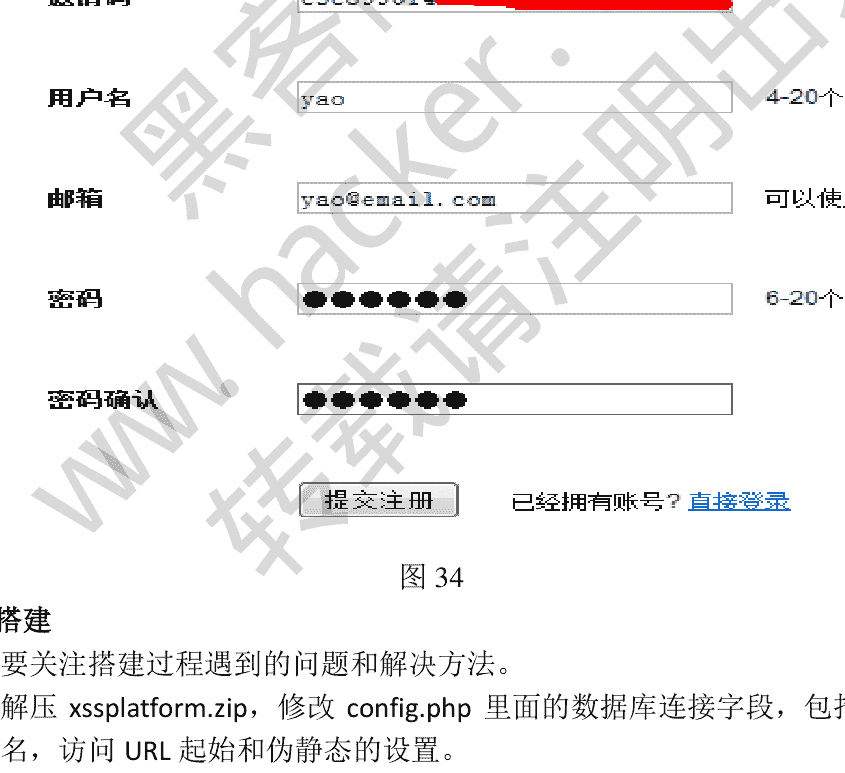 邀请码
用户名 yao 4-20个
邮箱 yao@email.com 可以使
密码 6-20个
密码确认
提交注册 已经拥有账号？直接登录
图 34
搭建
要关注搭建过程遇到的问题和解决方法。
解压 xssplatform.zip，修改 config.php 里面的数据库连接字段，包
名，访问 URL 起始和伪静态的设置。
黑客
www.hacker.
转载请注明出